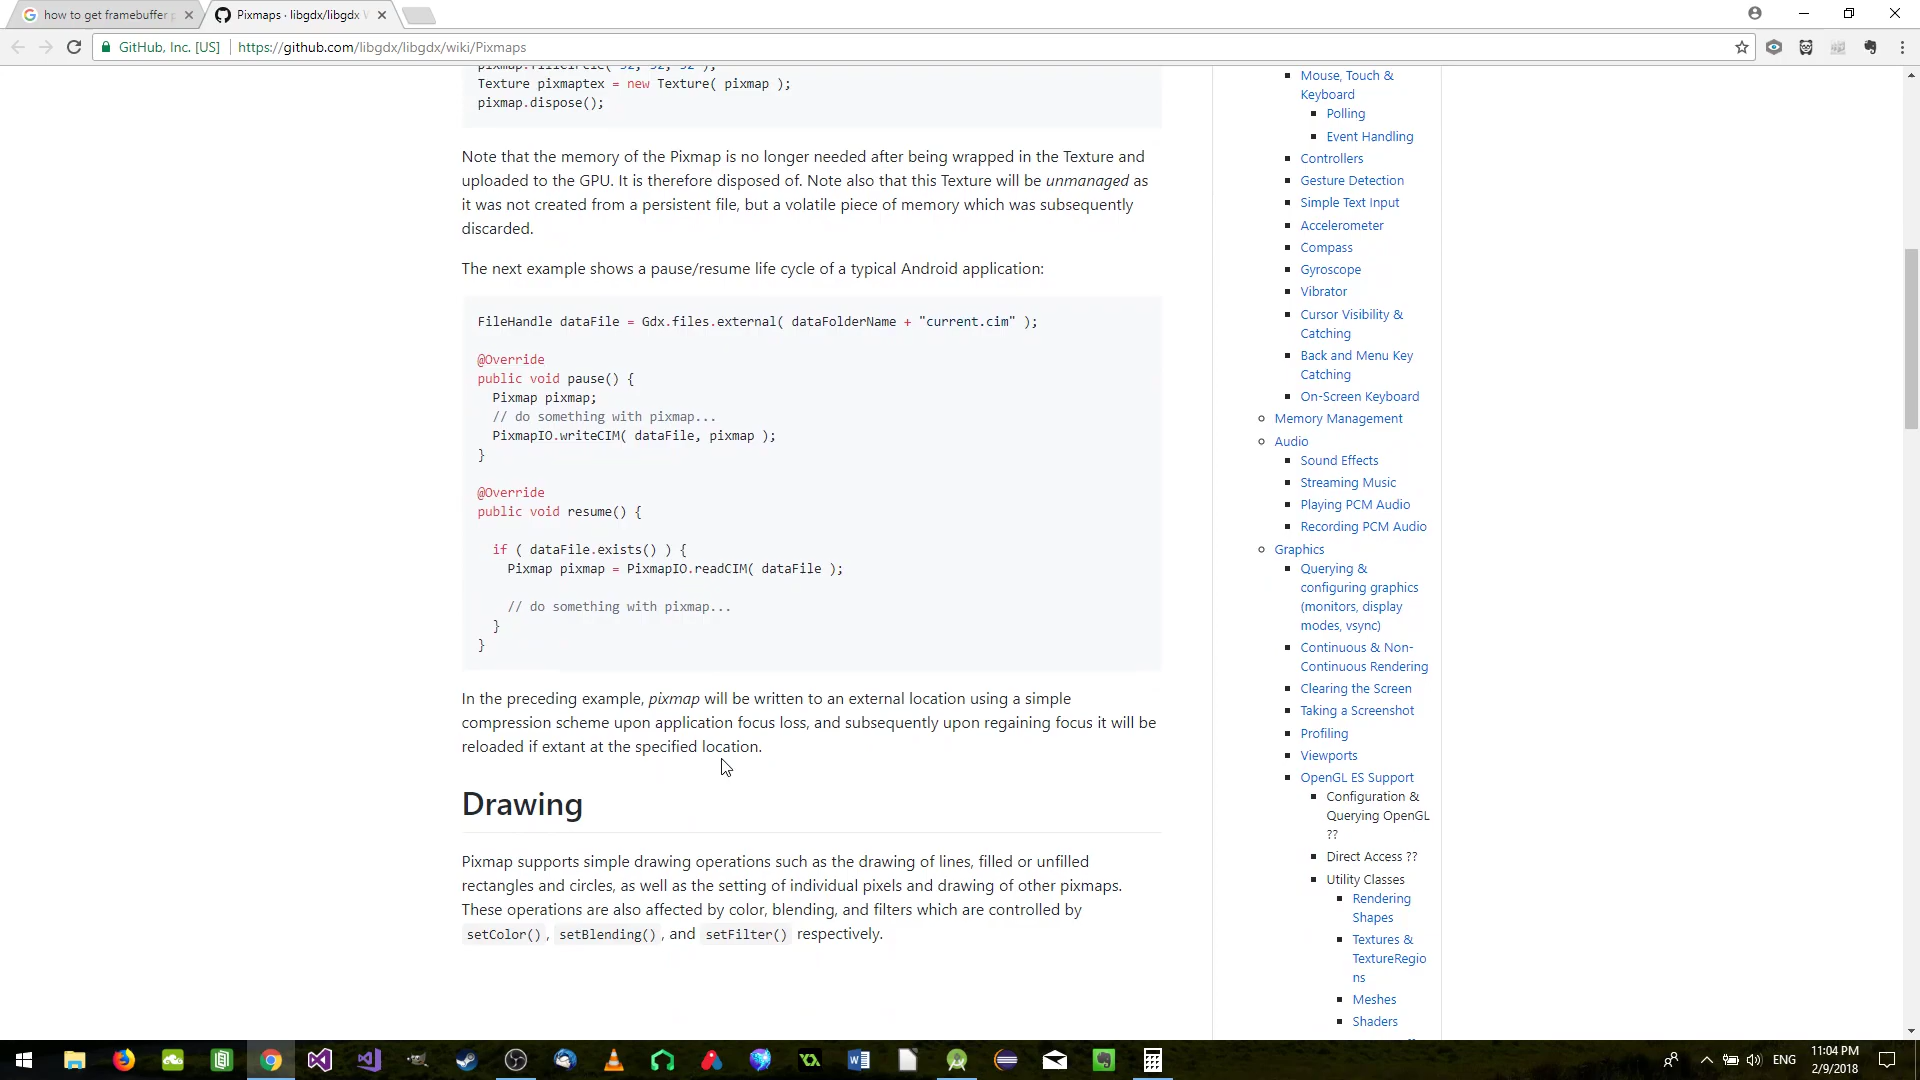 how to get framebuffer p
Pixmaps · libgdx/libgdx W
GitHub, Inc. [US]
https://github.com/libgdx/libgdx/wiki/Pixmaps
Texture pixmaptex = new Texture( pixmap );
pixmap.dispose();
Note that the memory of the Pixmap is no longer needed after being wrapped in the Texture and
uploaded to the GPU. It is therefore disposed of. Note also that this Texture will be unmanaged as
it was not created from a persistent file, but a volatile piece of memory which was subsequently
discarded.
The next example shows a pause/resume life cycle of a typical Android application:
FileHandle dataFile = Gdx.files.external( dataFolderName + "current.cim" );
@Override
public void pause() {
Pixmap pixmap;
// do something with pixmap...
PixmapIO.writeCIM( dataFile, pixmap );
}
@Override
public void resume() {
if ( dataFile.exists() ) {
Pixmap pixmap = PixmapIO.readCIM( dataFile );
// do something with pixmap...
}
}
In the preceding example, pixmap will be written to an external location using a simple
compression scheme upon application focus loss, and subsequently upon regaining focus it will be
reloaded if extant at the specified location.
Drawing
Pixmap supports simple drawing operations such as the drawing of lines, filled or unfilled
rectangles and circles, as well as the setting of individual pixels and drawing of other pixmaps.
These operations are also affected by color, blending, and filters which are controlled by
setColor() , setBlending() , and setFilter() respectively.
Mouse, Touch &
Keyboard
Polling
Event Handling
Controllers
Gesture Detection
Simple Text Input
Accelerometer
Compass
Gyroscope
Vibrator
Cursor Visibility &
Catching
Back and Menu Key
Catching
On-Screen Keyboard
Memory Management
Audio
Sound Effects
Streaming Music
Playing PCM Audio
Recording PCM Audio
Graphics
Querying &
configuring graphics
(monitors, display
modes, vsync)
Continuous & Non-
Continuous Rendering
Clearing the Screen
Taking a Screenshot
Profiling
Viewports
OpenGL ES Support
Configuration &
Querying OpenGL
??
Direct Access ??
Utility Classes
Rendering
Shapes
Textures &
TextureRegio
ns
Meshes
Shaders
ENG
11:04 PM
2/9/2018